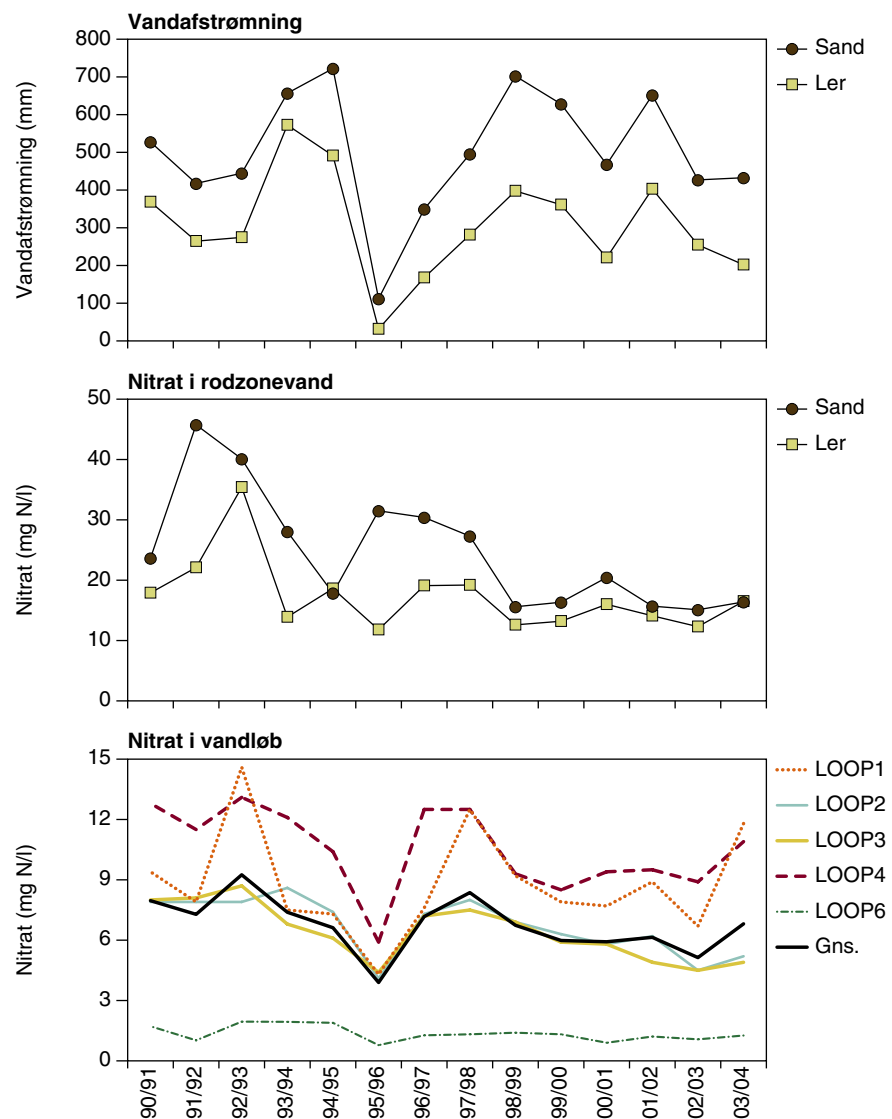 Vandafstrømning
Vandafstrømning (mm)
800
700
600
500
400
300
200
100
0
Sand
Ler
Nitrat i rodzonevand
Nitrat (mg N/l)
50
40
30
20
10
0
Sand
Ler
Nitrat i vandløb
Nitrat (mg N/l)
15
12
9
6
3
0
LOOP1
LOOP2
LOOP3
LOOP4
LOOP6
Gns.
90/91
91/92
92/93
93/94
94/95
95/96
96/97
97/98
98/99
99/00
00/01
01/02
02/03
03/04